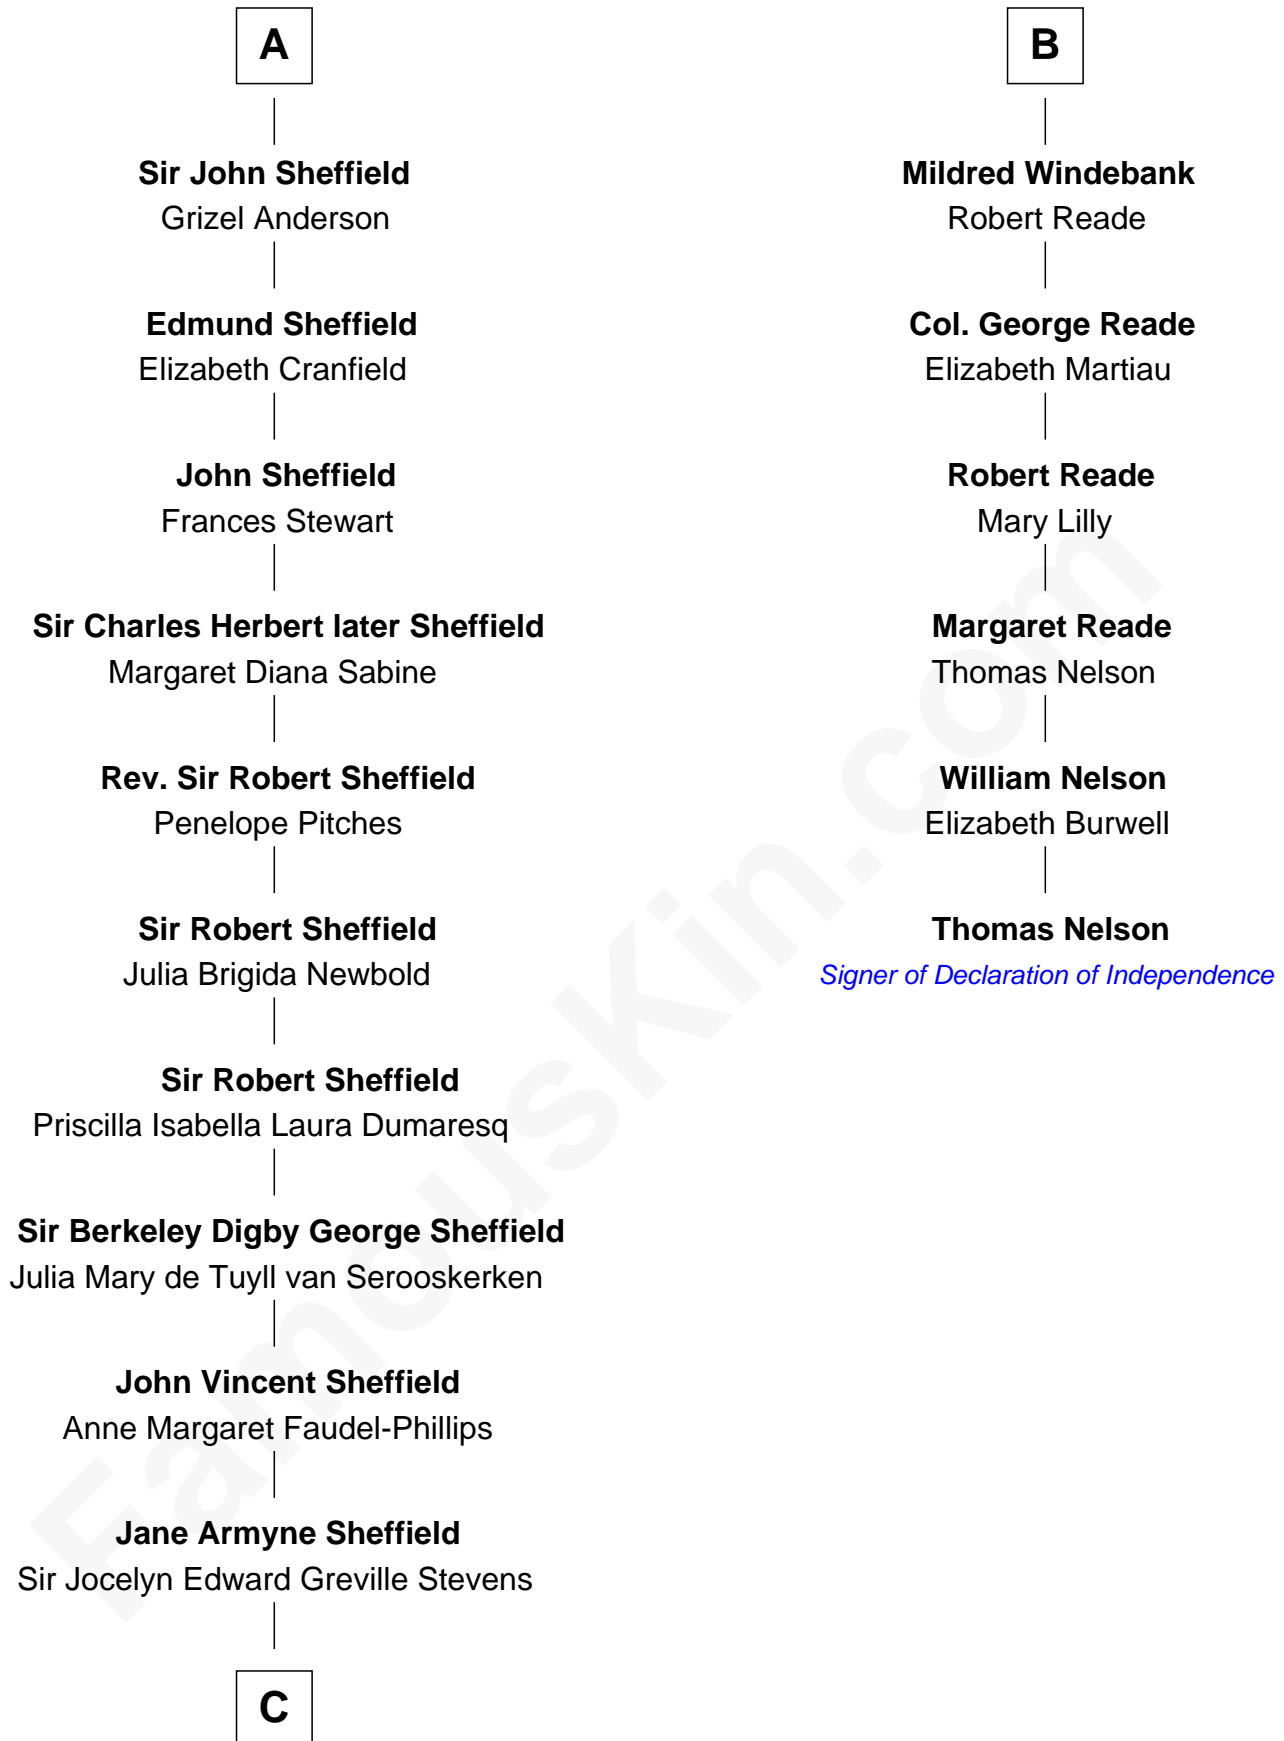 A
Sir John Sheffield
Grizel Anderson
Edmund Sheffield
Elizabeth Cranfield
John Sheffield
Frances Stewart
Sir Charles Herbert later Sheffield
Margaret Diana Sabine
Rev. Sir Robert Sheffield
Penelope Pitches
Sir Robert Sheffield
Julia Brigida Newbold
Sir Robert Sheffield
Priscilla Isabella Laura Dumaresq
Sir Berkeley Digby George Sheffield
Julia Mary de Tuyll van Serooskerken
John Vincent Sheffield
Anne Margaret Faudel-Phillips
Jane Armyne Sheffield
Sir Jocelyn Edward Greville Stevens
C
B
Mildred Windebank
Robert Reade
Col. George Reade
Elizabeth Martiau
Robert Reade
Mary Lilly
Margaret Reade
Thomas Nelson
William Nelson
Elizabeth Burwell
Thomas Nelson
Signer of Declaration of Independence
FamousKin.com